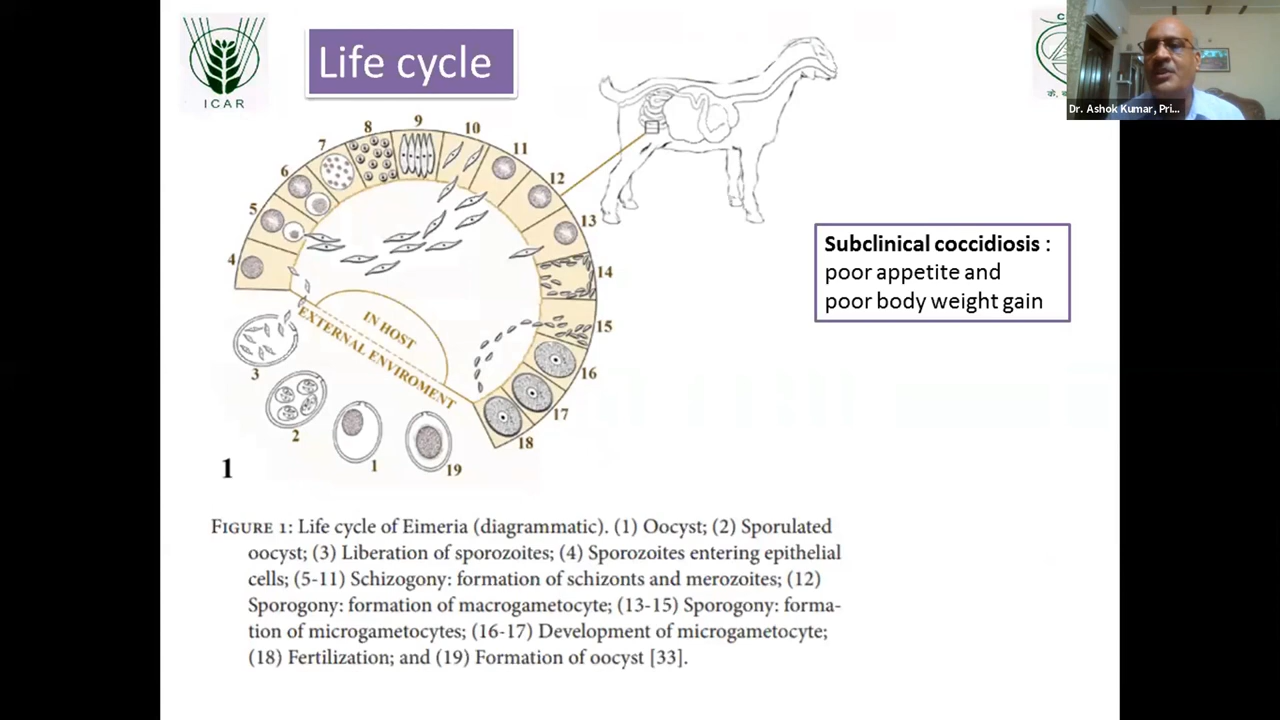 ICAR
Life cycle
Dr. Ashok Kumar, Pri...
Subclinical coccidiosis :
poor appetite and
poor body weight gain
4
5
6
7
8
9
10
11
12
13
14
15
16
17
18
19
1
2
3
IN HOST
EXTERNAL ENVIROMENT
1
FIGURE 1: Life cycle of Eimeria (diagrammatic). (1) Oocyst; (2) Sporulated
oocyst; (3) Liberation of sporozoites; (4) Sporozoites entering epithelial
cells; (5-11) Schizogony: formation of schizonts and merozoites; (12)
Sporogony: formation of macrogametocyte; (13-15) Sporogony: forma-
tion of microgametocytes; (16-17) Development of microgametocyte;
(18) Fertilization; and (19) Formation of oocyst [33].